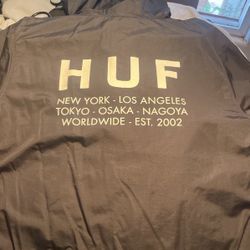 HUF
NEW YORK - LOS ANGELES
TOKYO - OSAKA - NAGOYA
WORLDWIDE - EST. 2002